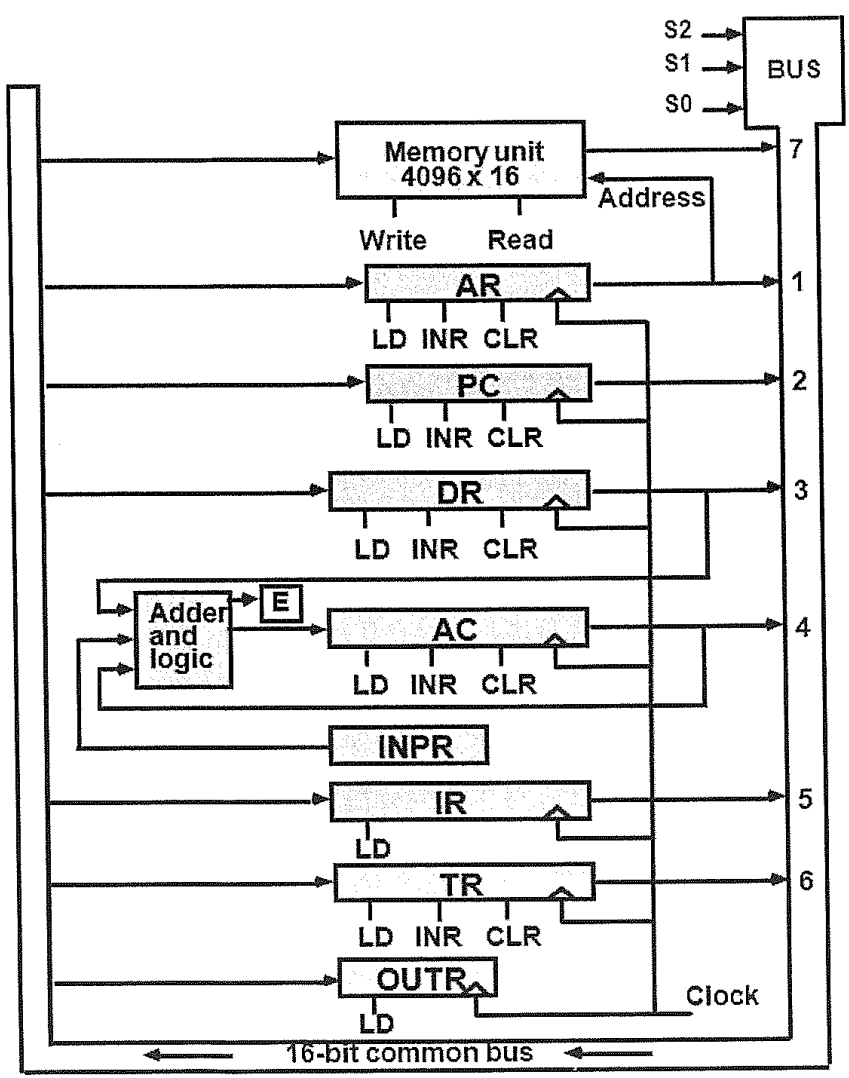 S2
S1
BUS
S0
Memory unit
4096 x 16
7
Address
Write Read
AR
1
LD INR CLR
PC
2
LD INR CLR
DR
3
LD INR CLR
E
Adder
and
logic
AC
4
LD INR CLR
INPR
IR
5
LD
TR
6
LD INR CLR
OUTR
Clock
LD
16-bit common bus